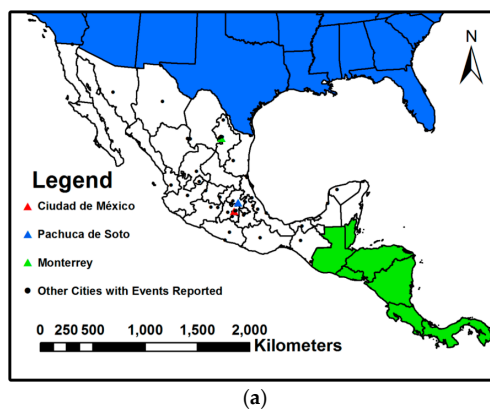 N
Legend
Ciudad de México
Pachuca de Soto
Monterrey
Other Cities with Events Reported
0 250 500 1,000 1,500 2,000
Kilometers
(a)